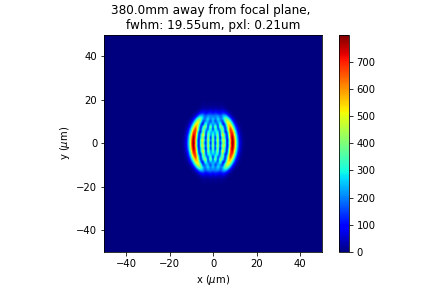 380.0mm away from focal plane,
fwhm: 19.55um, pxl: 0.21um
y (μm)
40
20
0
−20
−40
−40 −20 0 20 40
x (μm)
700
600
500
400
300
200
100
0